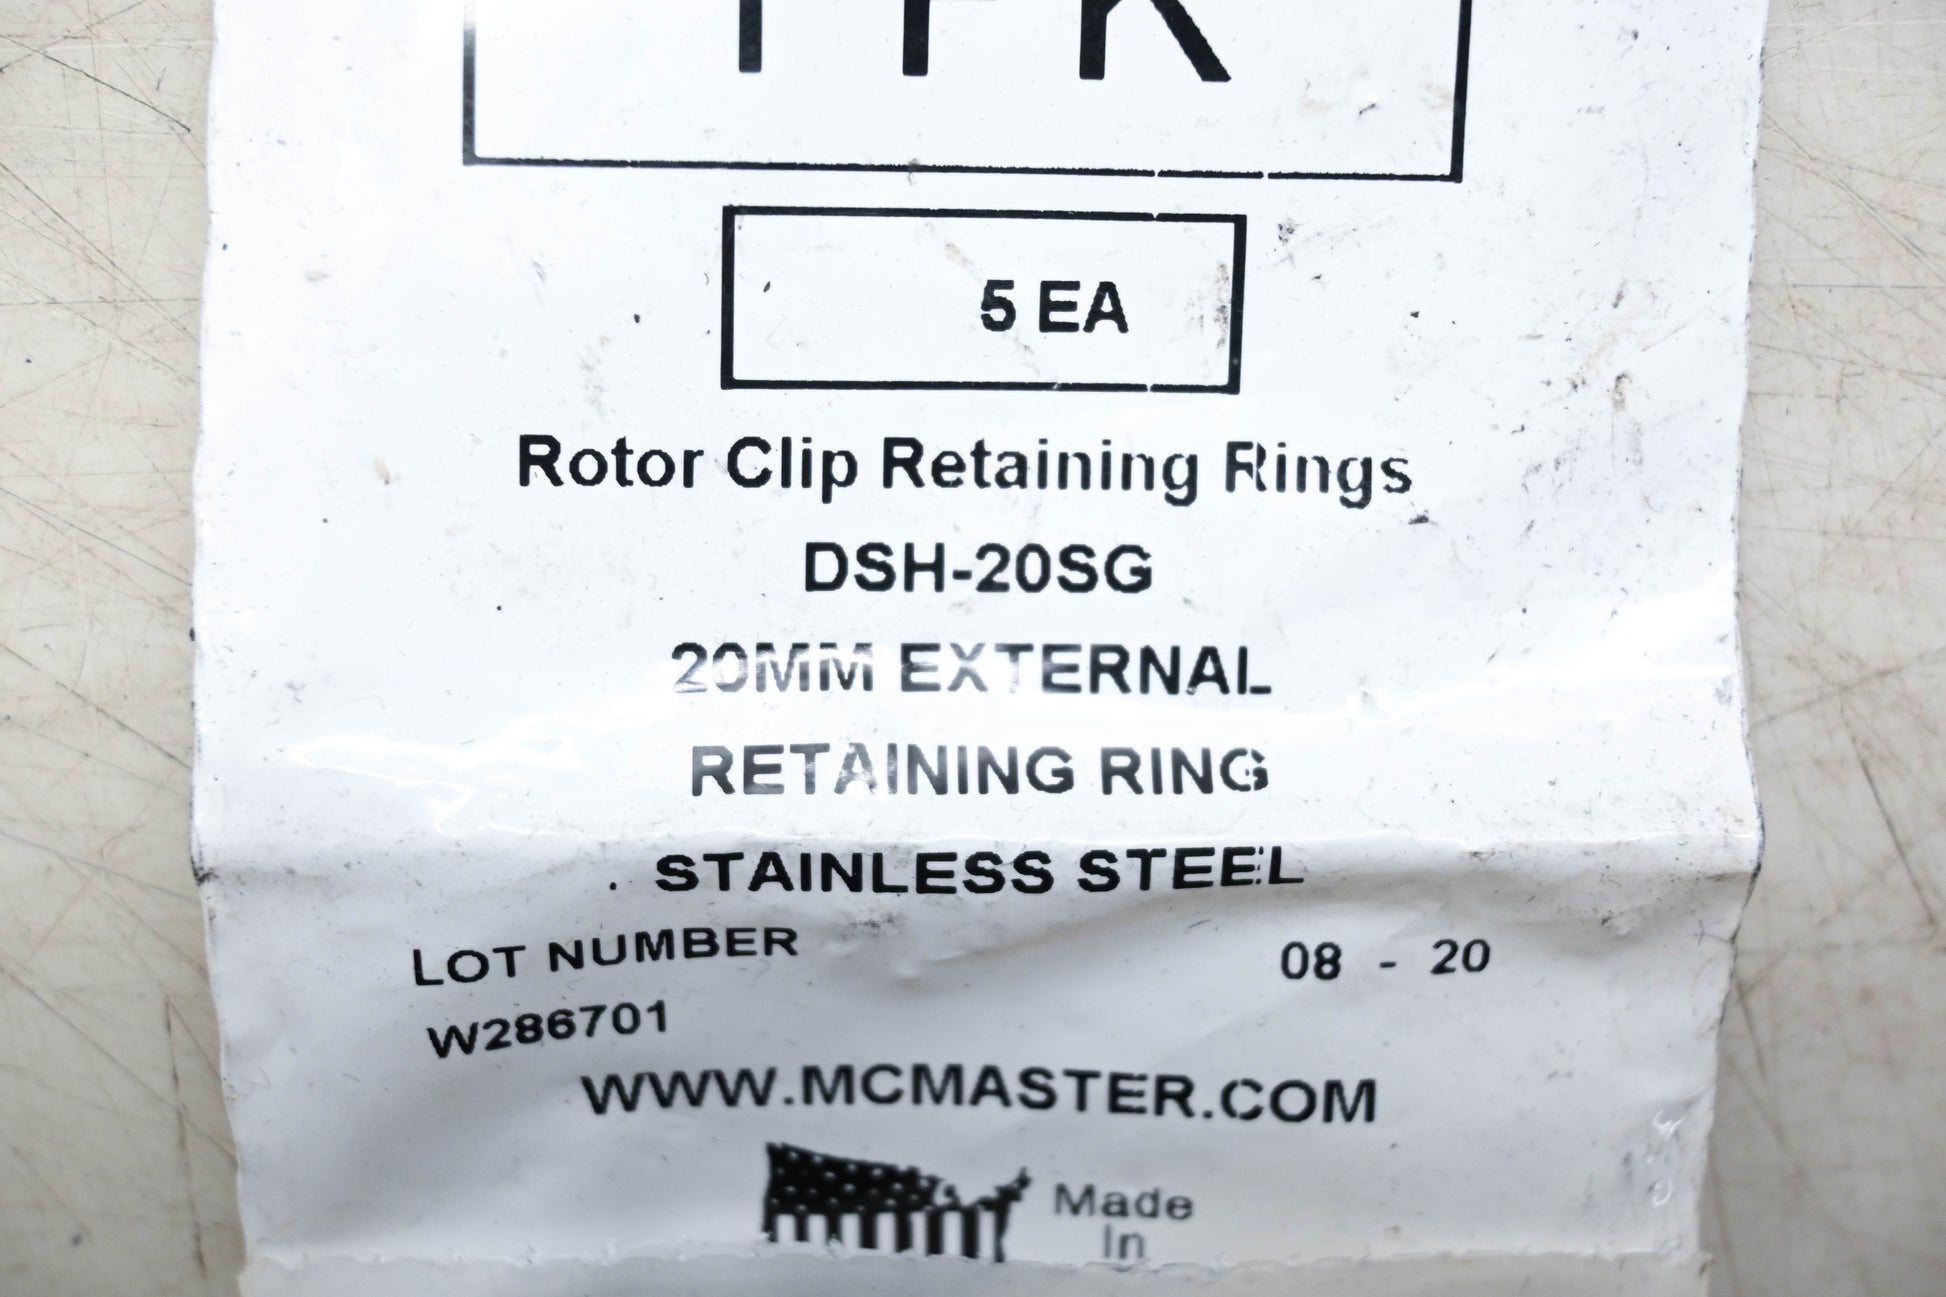 5 EA
Rotor Clip Retaining Rings
DSH-20SG
20MM EXTERNAL
RETAINING RING
STAINLESS STEEL
LOT NUMBER 08 - 20
W286701
WWW.MCMASTER.COM
Made
In